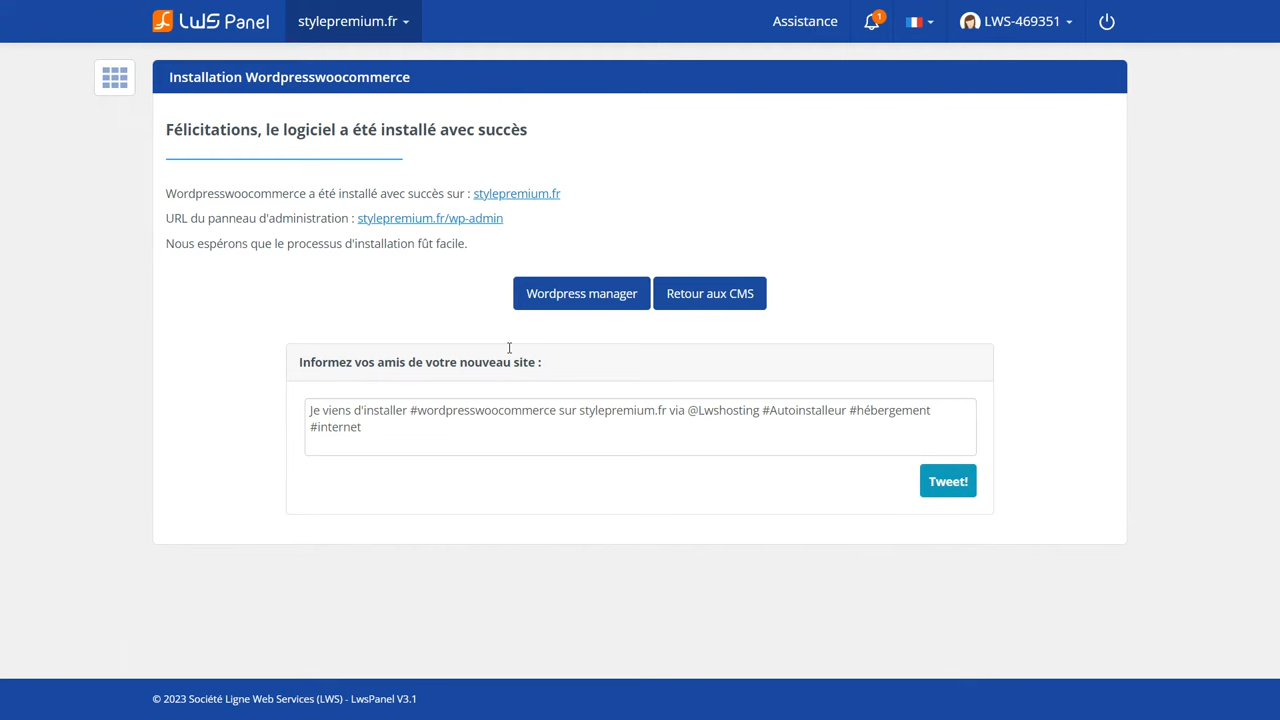 LWS Panel
stylepremium.fr
Assistance
1
LWS-469351
Installation Wordpresswoocommerce
Félicitations, le logiciel a été installé avec succès
Wordpresswoocommerce a été installé avec succès sur : stylepremium.fr
URL du panneau d'administration : stylepremium.fr/wp-admin
Nous espérons que le processus d'installation fût facile.
Wordpress manager
Retour aux CMS
Informez vos amis de votre nouveau site :
Je viens d'installer #wordpresswoocommerce sur stylepremium.fr via @Lwshosting #Autoinstalleur #hébergement
#internet
Tweet!
© 2023 Société Ligne Web Services (LWS) - LwsPanel V3.1